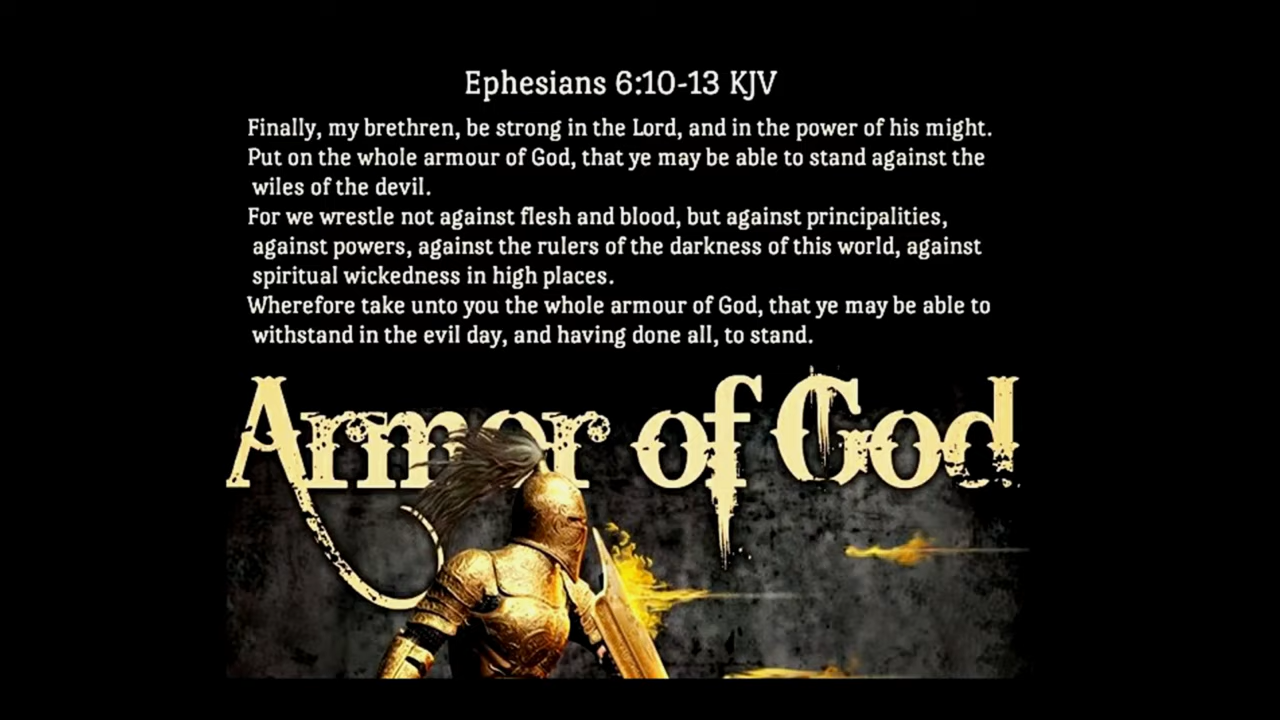 Ephesians 6:10-13 KJV
Finally, my brethren, be strong in the Lord, and in the power of his might.
Put on the whole armour of God, that ye may be able to stand against the
wiles of the devil.
For we wrestle not against flesh and blood, but against principalities,
against powers, against the rulers of the darkness of this world, against
spiritual wickedness in high places.
Wherefore take unto you the whole armour of God, that ye may be able to
withstand in the evil day, and having done all, to stand.
Armor of God